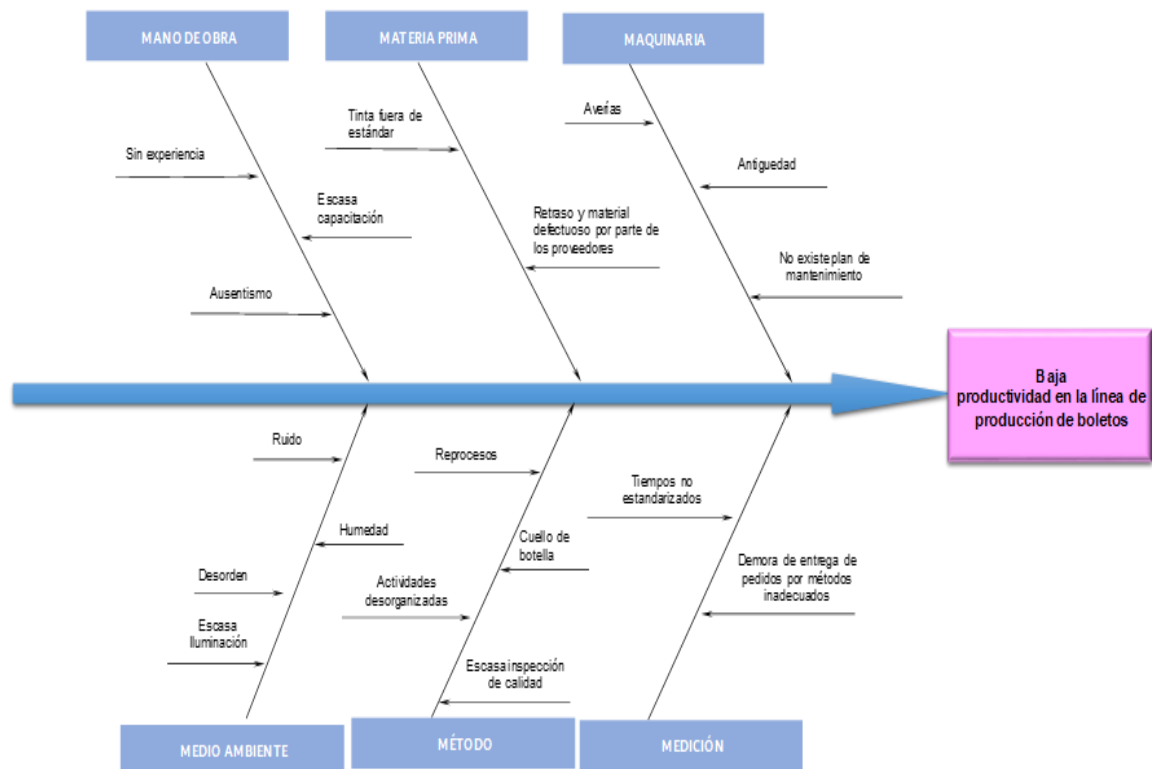 MANO DE OBRA
MATERIA PRIMA
MAQUINARIA
Tinta fuera de
estándar
Averías
Sin experiencia
Antiguedad
Escasa
capacitación
Retraso y material
defectuoso por parte de
los proveedores
No existe plan de
mantenimiento
Ausentismo
Baja
productividad en la línea de
producción de boletos
Ruido
Reprocesos
Tiempos no
estandarizados
Humedad
Cuello de
botella
Desorden
Actividades
desorganizadas
Demora de entrega de
pedidos por métodos
inadecuados
Escasa
Iluminación
Escasa inspección
de calidad
MEDIO AMBIENTE
MÉTODO
MEDICIÓN